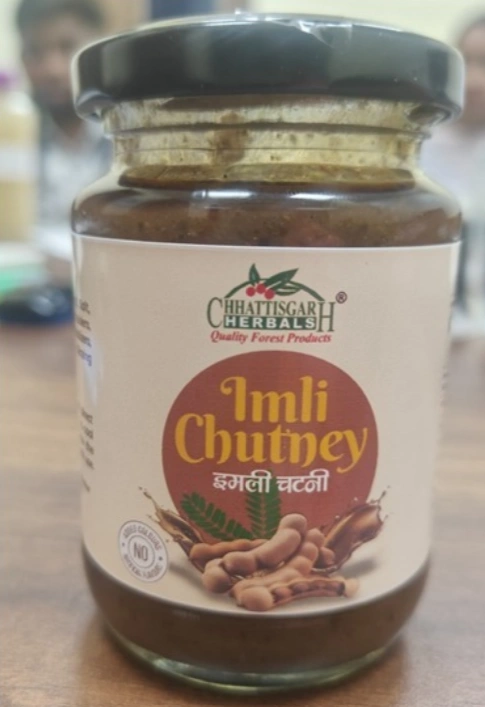 CHHATTISGARH®
HERBALS
Quality Forest Products
Imli
Chutney
इमली चटनी
NO